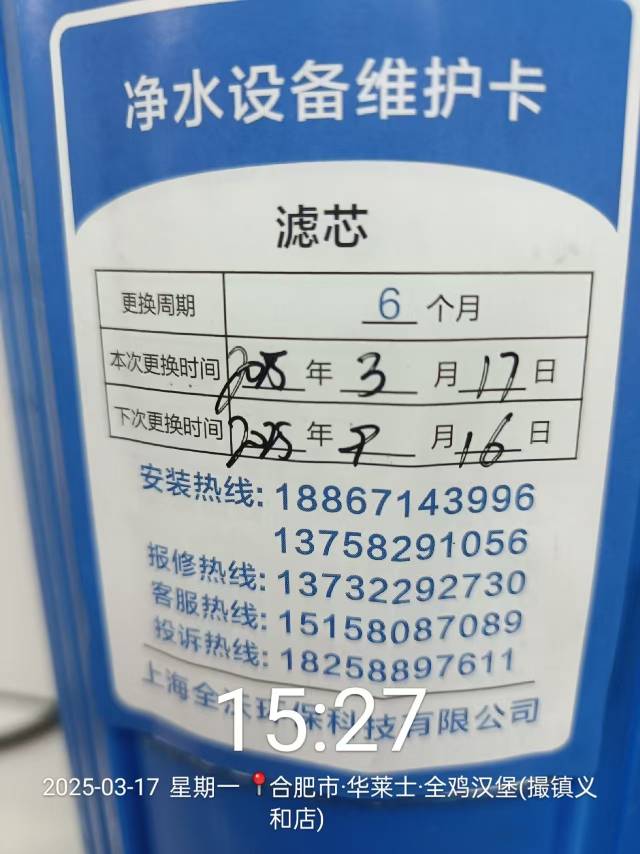 净水设备维护卡
滤芯
更换周期 6 个月
本次更换时间 2025 年 3 月 17 日
下次更换时间 2025 年 9 月 16 日
安装热线: 18867143996
13758291056
报修热线: 13732292730
客服热线: 15158087089
投诉热线: 18258897611
上海全 环保科技有限公司
15:27
2025-03-17 星期一 合肥市·华莱士·全鸡汉堡(撮镇义
和店)